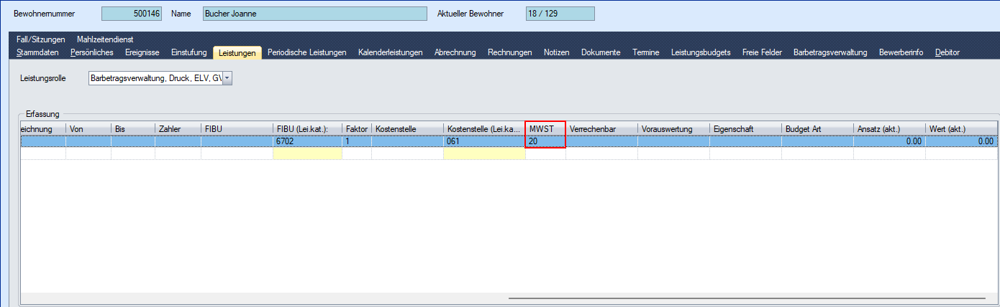 Bewohnernummer 500146 Name Bucher Joanne Aktueller Bewohner 18 / 129
Fall/Sitzungen Mahlzeitendienst
Stammdaten Persönliches Ereignisse Einstufung Leistungen Periodische Leistungen Kalenderleistungen Abrechnung Rechnungen Notizen Dokumente Termine Leistungsbudgets Freie Felder Barbetragsverwaltung Bewerberinfo Debitor
Leistungsrolle Barbetragsverwaltung, Druck, ELV, G\
Erfassung
eichnung Von Bis Zahler FIBU FIBU (Lei.kat.): Faktor Kostenstelle Kostenstelle (Lei.ka... MWST Verrechenbar Vorauswertung Eigenschaft Budget Art Ansatz (akt.) Wert (akt.)
6702 1 061 20 0.00 0.00